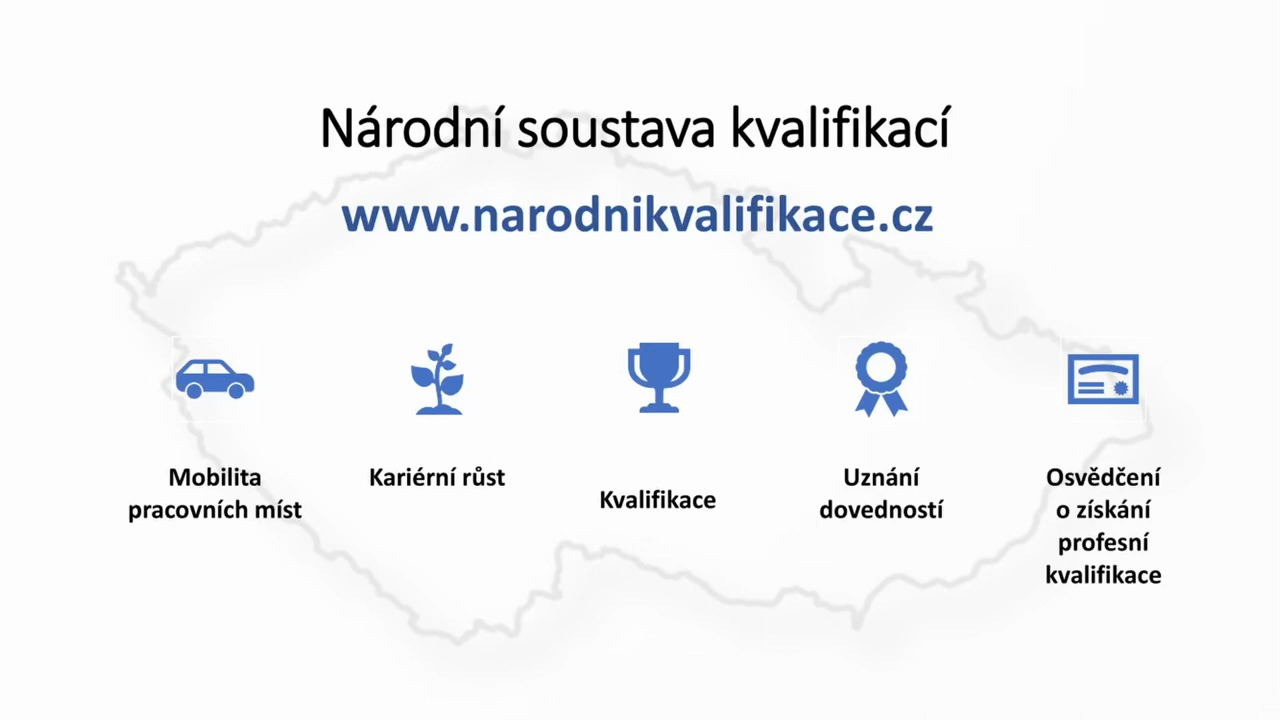 Národní soustava kvalifikací
www.narodnikvalifikace.cz
Mobilita
pracovních míst
Kariérní růst
Kvalifikace
Uznání
dovedností
Osvědčení
o získání
profesní
kvalifikace